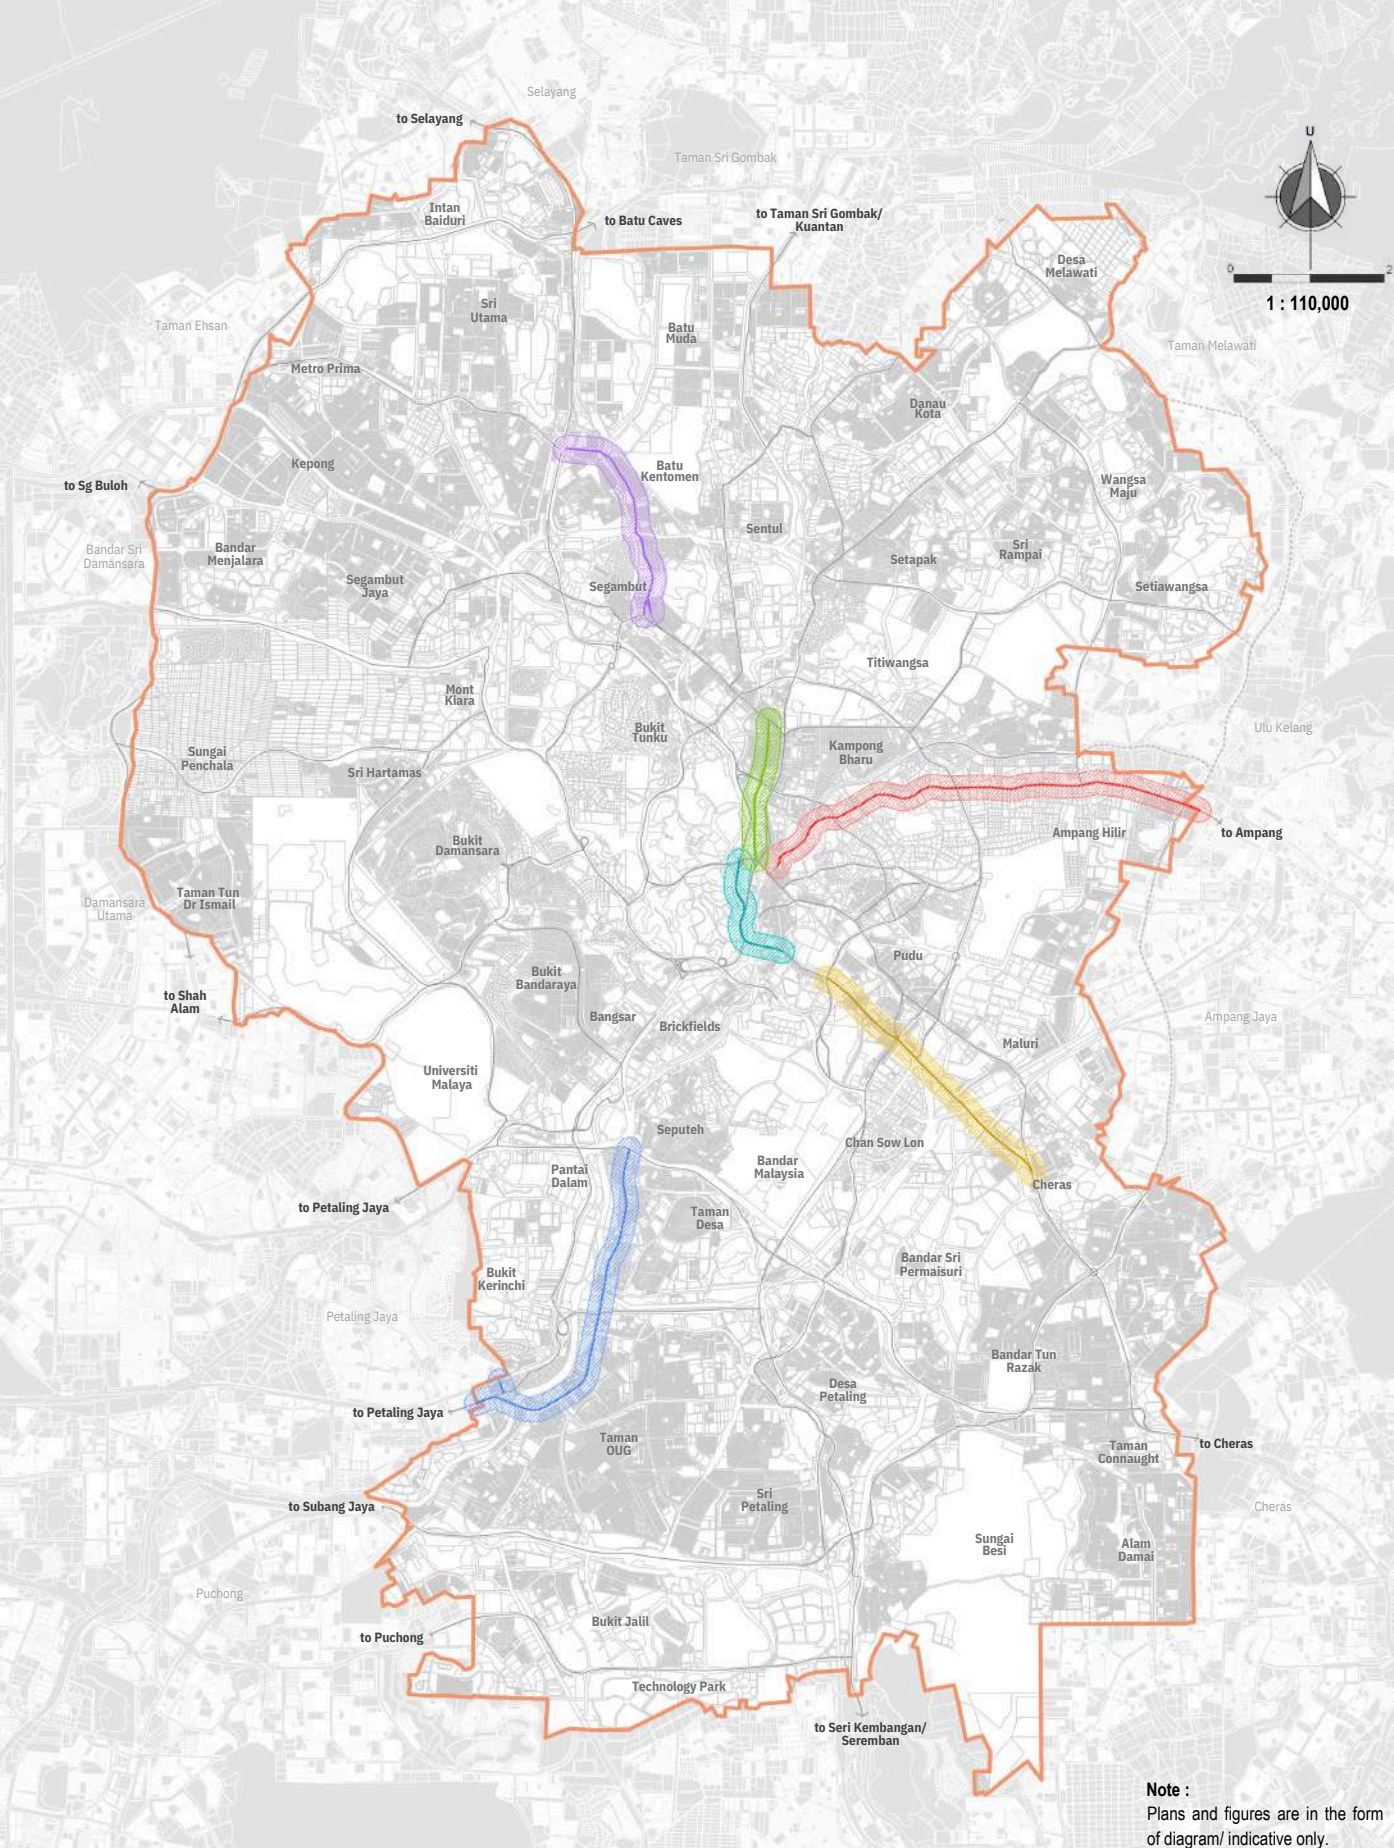 Selayang
to Selayang
Taman Sri Gombak
U
Intan
Baiduri
to Batu Caves
to Taman Sri Gombak/
Kuantan
Desa
Melawati
0
2
1 : 110,000
Sri
Utama
Taman Ehsan
Batu
Muda
Taman Melawati
Metro Prima
Danau
Kota
Kepong
Batu
Kentomen
to Sg Buloh
Wangsa
Maju
Sentul
Bandar Sri
Damansara
Bandar
Menjalara
Sri
Rampai
Setapak
Segambut
Jaya
Segambut
Setiawangsa
Titiwangsa
Mont
Kiara
Bukit
Tunku
Ulu Kelang
Sungai
Penchala
Kampong
Bharu
Sri Hartamas
Ampang Hilir
to Ampang
Bukit
Damansara
Taman Tun
Dr Ismail
Damansara
Utama
Pudu
Bukit
Bandaraya
to Shah
Alam
Bangsar
Brickfields
Ampang Jaya
Maluri
Universiti
Malaya
Seputeh
Chan Sow Lon
Bandar
Malaysia
Pantai
Dalam
Cheras
to Petaling Jaya
Taman
Desa
Bandar Sri
Permaisuri
Bukit
Kerinchi
Petaling Jaya
Bandar Tun
Razak
Desa
Petaling
to Petaling Jaya
Taman
OUG
Taman
Connaught
to Cheras
Sri
Petaling
to Subang Jaya
Cheras
Sungai
Besi
Alam
Damai
Puchong
Bukit Jalil
to Puchong
Technology Park
to Seri Kembangan/
Seremban
Note :
Plans and figures are in the form
of diagram/ indicative only.